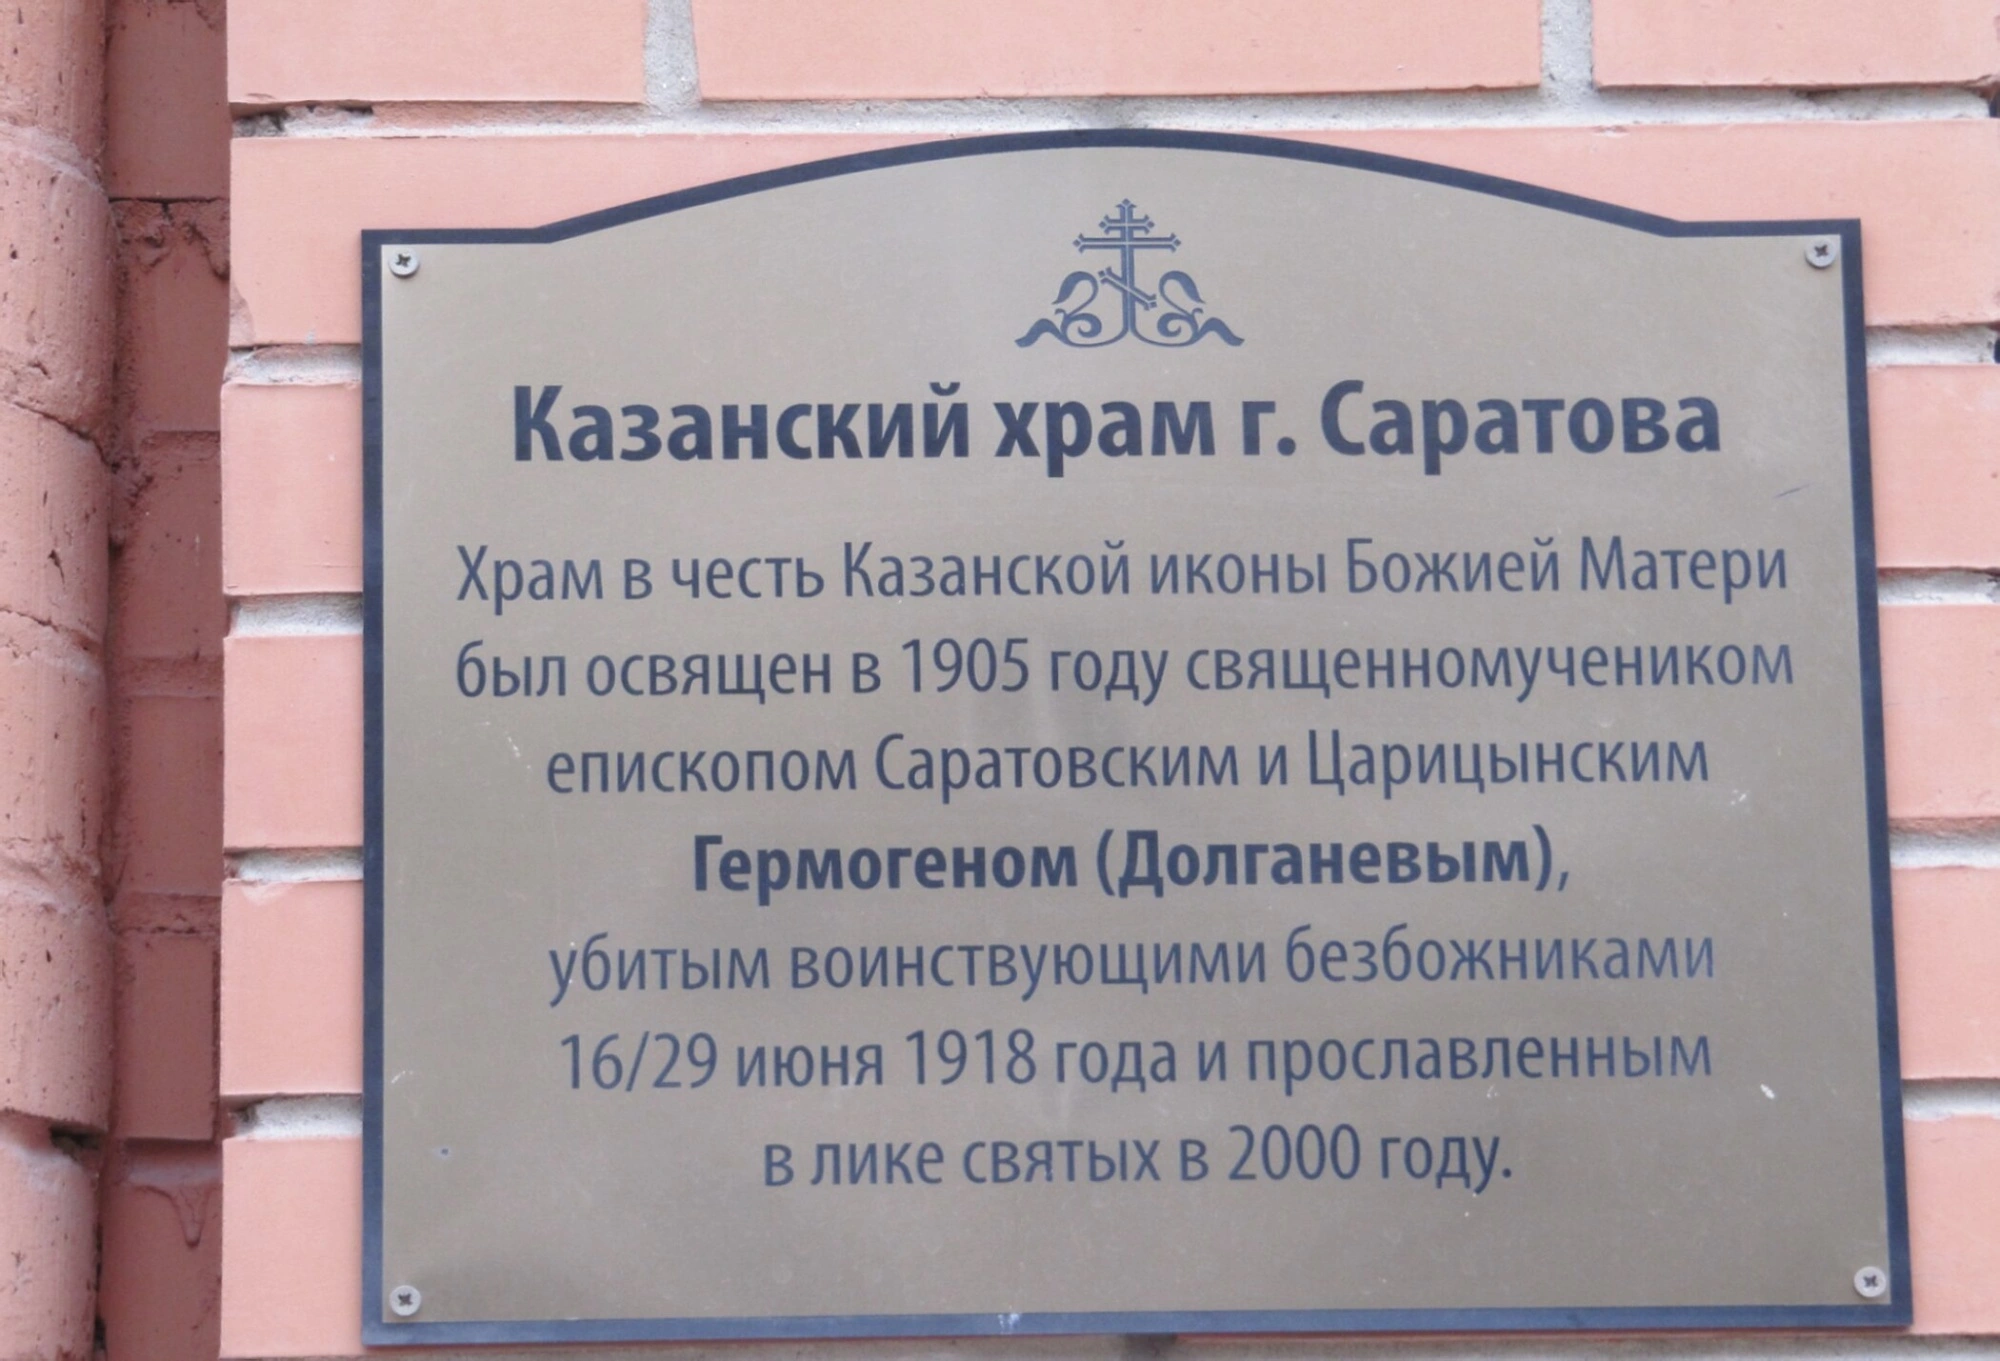 Казанский храм г. Саратова
Храм в честь Казанской иконы Божией Матери
был освящен в 1905 году священномучеником
епископом Саратовским и Царицынским
Гермогеном (Долганевым),
убитым воинствующими безбожниками
16/29 июня 1918 года и прославленным
в лике святых в 2000 году.